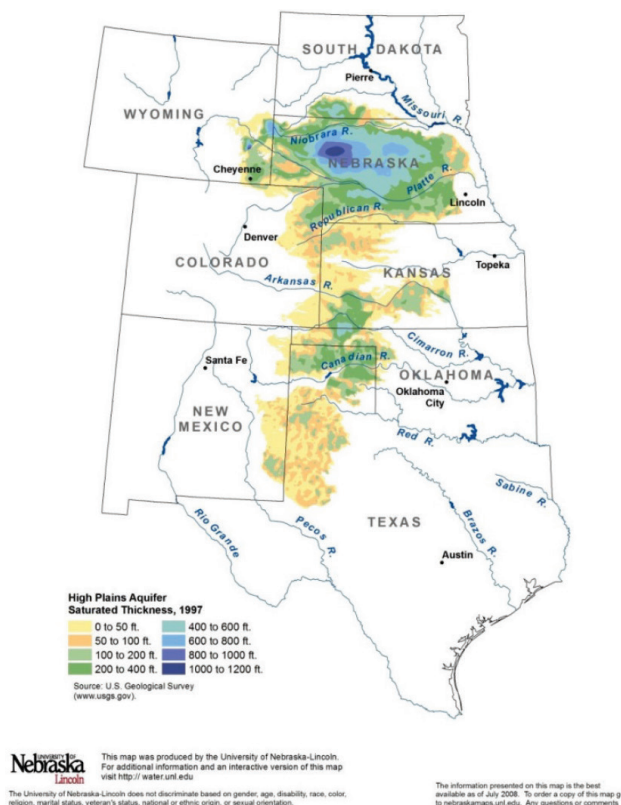 SOUTH DAKOTA
Pierre
WYOMING
Missouri R.
Niobrara R.
NEBRASKA
Cheyenne
Platte R.
Lincoln
Republican R.
Denver
COLORADO
KANSAS
Topeka
Arkansas R.
Cimarron R.
Santa Fe
Canadian R.
OKLAHOMA
Oklahoma
City
NEW
MEXICO
Red R.
Sabine R.
Rio Grande
Pecos R.
TEXAS
Brazos R.
Austin
High Plains Aquifer
Saturated Thickness, 1997
0 to 50 ft. 400 to 600 ft.
50 to 100 ft. 600 to 800 ft.
100 to 200 ft. 800 to 1000 ft.
200 to 400 ft. 1000 to 1200 ft.
Source: U.S. Geological Survey
(www.usgs.gov).
UNIVERSITY OF
Nebraska
Lincoln
This map was produced by the University of Nebraska-Lincoln.
For additional information and an interactive version of this map
visit http:// water.unl.edu
The University of Nebraska-Lincoln does not discriminate based on gender, age, disability, race, color,
religion, marital status, veteran's status, national or ethnic origin, or sexual orientation.
The information presented on this map is the best
available as of July 2008. To order a copy of this map g
to nebraskamaps.unl.edu. Any questions or comments